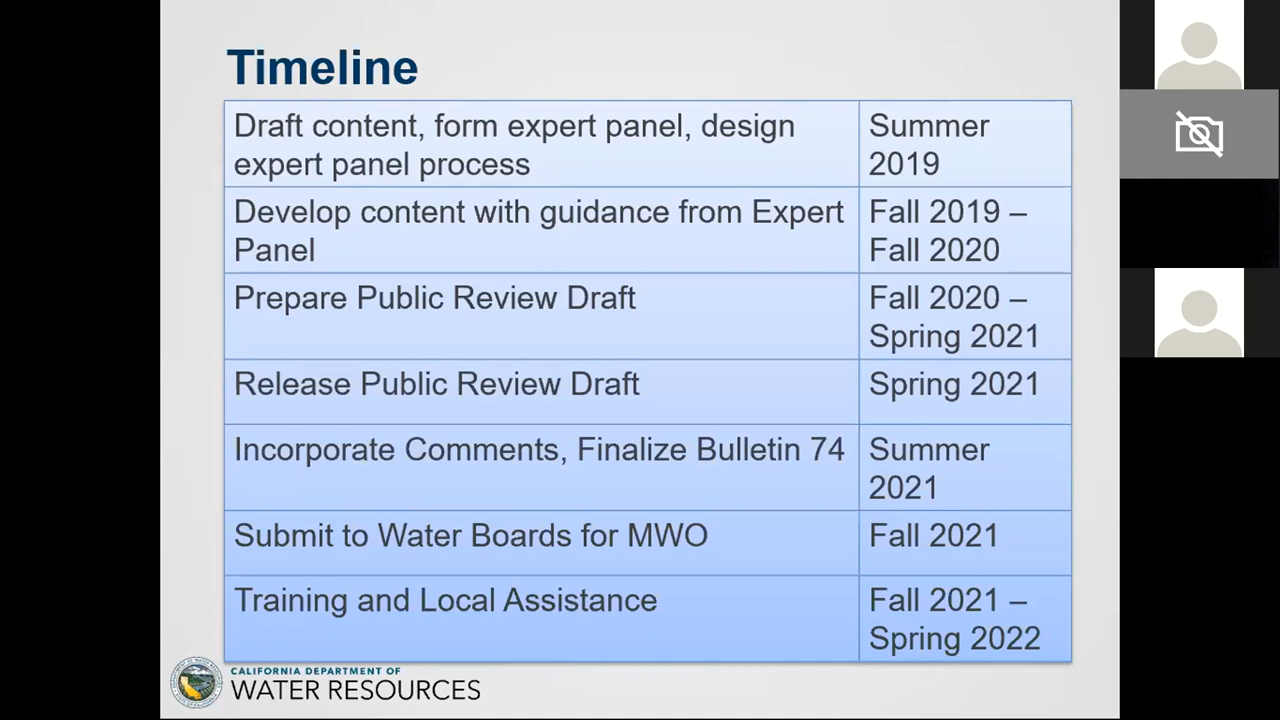 Timeline
Draft content, form expert panel, design
expert panel process
Summer
2019
Develop content with guidance from Expert
Panel
Fall 2019 –
Fall 2020
Prepare Public Review Draft
Fall 2020 –
Spring 2021
Release Public Review Draft
Spring 2021
Incorporate Comments, Finalize Bulletin 74
Summer
2021
Submit to Water Boards for MWO
Fall 2021
Training and Local Assistance
Fall 2021 –
Spring 2022
CALIFORNIA DEPARTMENT OF
WATER RESOURCES